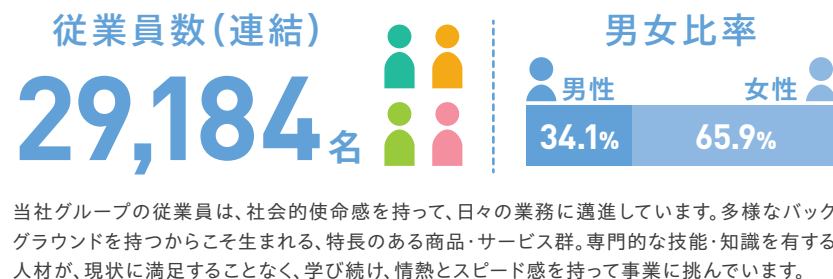 従業員数（連結）
29,184名
男女比率
男性
女性
34.1%
65.9%
当社グループの従業員は、社会的使命感を持って、日々の業務に邁進しています。多様なバック
グラウンドを持つからこそ生まれる、特長のある商品・サービス群。専門的な技能・知識を有する
人材が、現状に満足することなく、学び続け、情熱とスピード感を持って事業に挑んでいます。